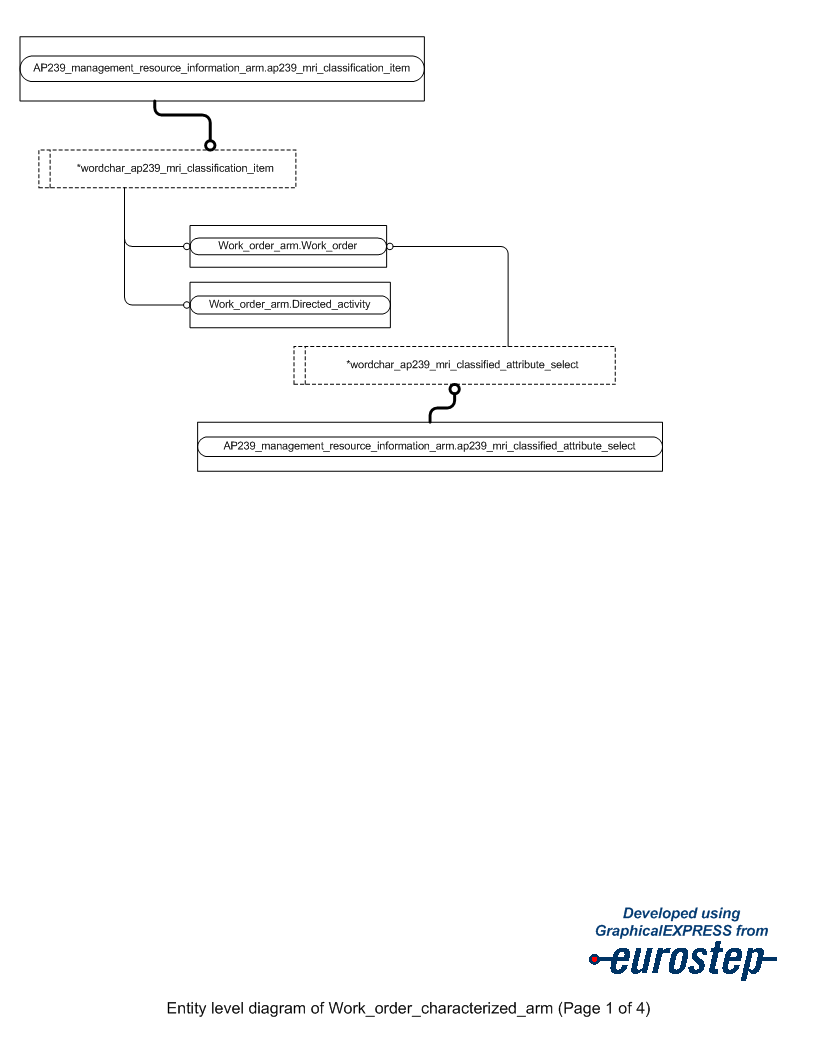 AP239_management_resource_information_arm.ap239_mri_classification_item
*wordchar_ap239_mri_classification_item
Work_order_arm.Work_order
Work_order_arm.Directed_activity
*wordchar_ap239_mri_classified_attribute_select
AP239_management_resource_information_arm.ap239_mri_classified_attribute_select
Developed using
GraphicalEXPRESS from
eurostep
Entity level diagram of Work_order_characterized_arm (Page 1 of 4)